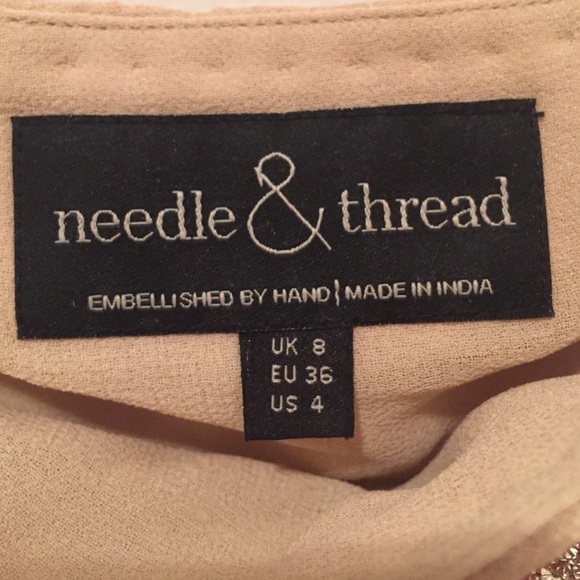 needle & thread
EMBELLISHED BY HAND | MADE IN INDIA
UK 8
EU 36
US 4